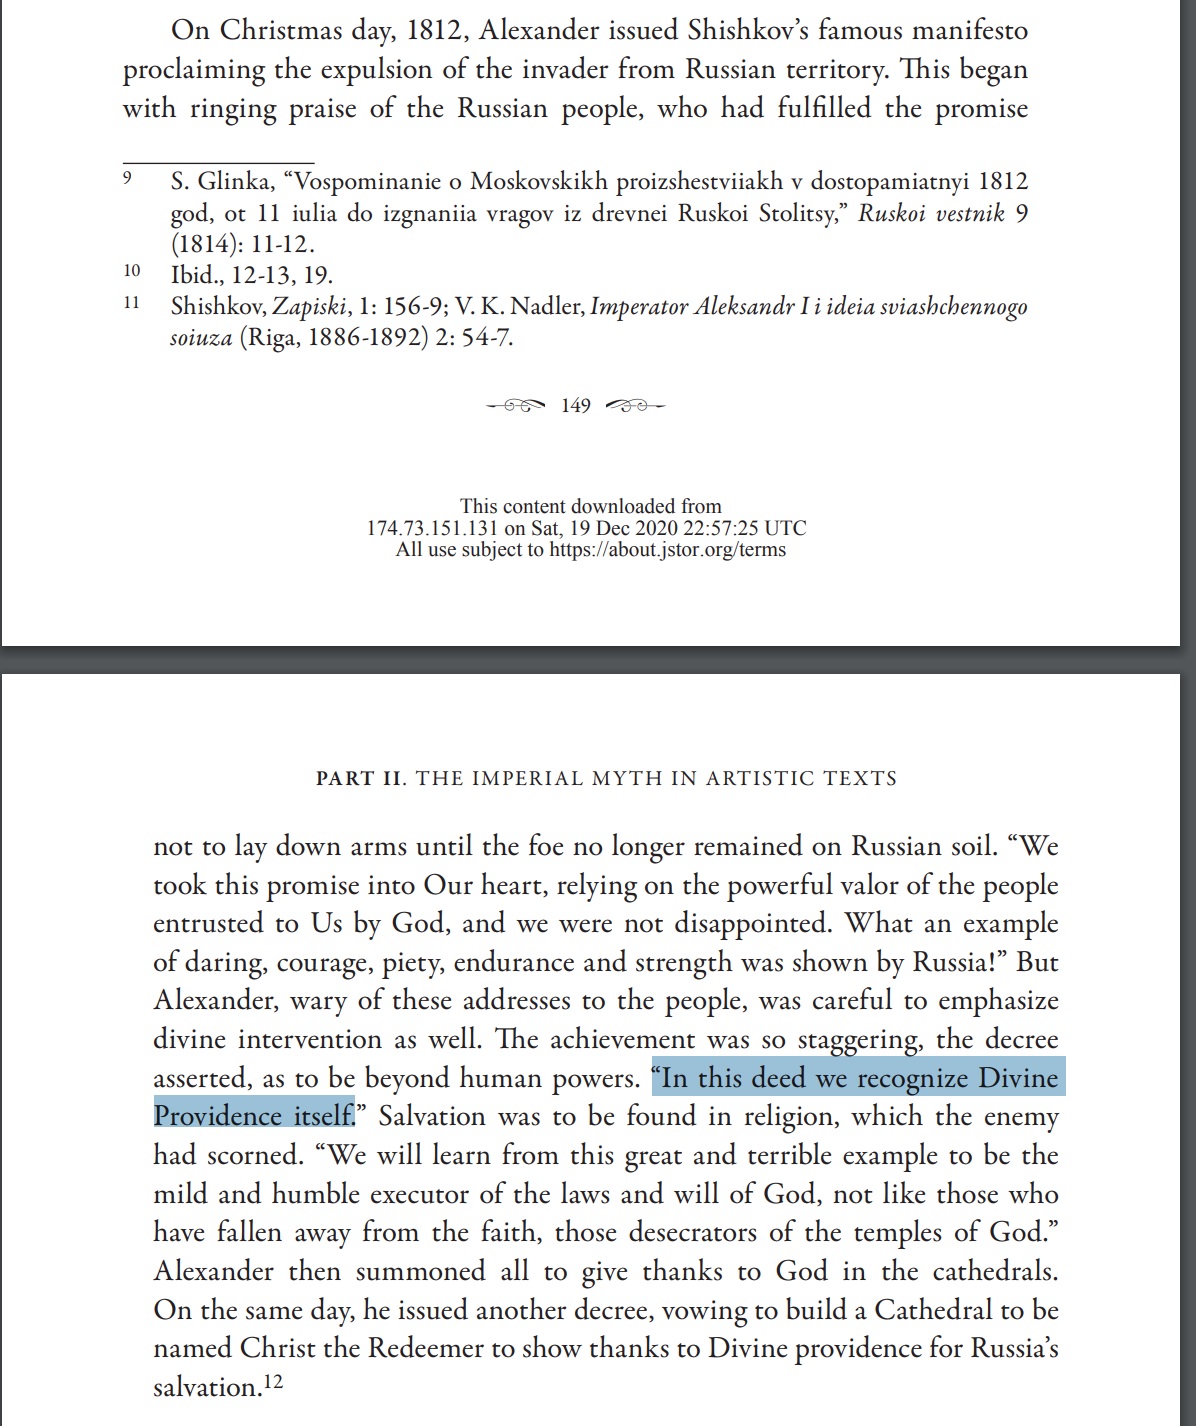 On Christmas day, 1812, Alexander issued Shishkov’s famous manifesto
proclaiming the expulsion of the invader from Russian territory. This began
with ringing praise of the Russian people, who had fulfilled the promise
9 S. Glinka, “Vospominanie o Moskovskikh proizshestviiakh v dostopamiatnyi 1812
god, ot 11 iulia do izgnaniia vragov iz drevnei Ruskoi Stolitsy,” Ruskoi vestnik 9
(1814): 11-12.
10 Ibid., 12-13, 19.
11 Shishkov, Zapiski, 1: 156-9; V. K. Nadler, Imperator Aleksandr I i ideia sviashchennogo
soiuza (Riga, 1886-1892) 2: 54-7.
149
This content downloaded from
174.73.151.131 on Sat, 19 Dec 2020 22:57:25 UTC
All use subject to https://about.jstor.org/terms
PART II. THE IMPERIAL MYTH IN ARTISTIC TEXTS
not to lay down arms until the foe no longer remained on Russian soil. “We
took this promise into Our heart, relying on the powerful valor of the people
entrusted to Us by God, and we were not disappointed. What an example
of daring, courage, piety, endurance and strength was shown by Russia!” But
Alexander, wary of these addresses to the people, was careful to emphasize
divine intervention as well. The achievement was so staggering, the decree
asserted, as to be beyond human powers. “In this deed we recognize Divine
Providence itself.” Salvation was to be found in religion, which the enemy
had scorned. “We will learn from this great and terrible example to be the
mild and humble executor of the laws and will of God, not like those who
have fallen away from the faith, those desecrators of the temples of God.”
Alexander then summoned all to give thanks to God in the cathedrals.
On the same day, he issued another decree, vowing to build a Cathedral to be
named Christ the Redeemer to show thanks to Divine providence for Russia’s
salvation.12